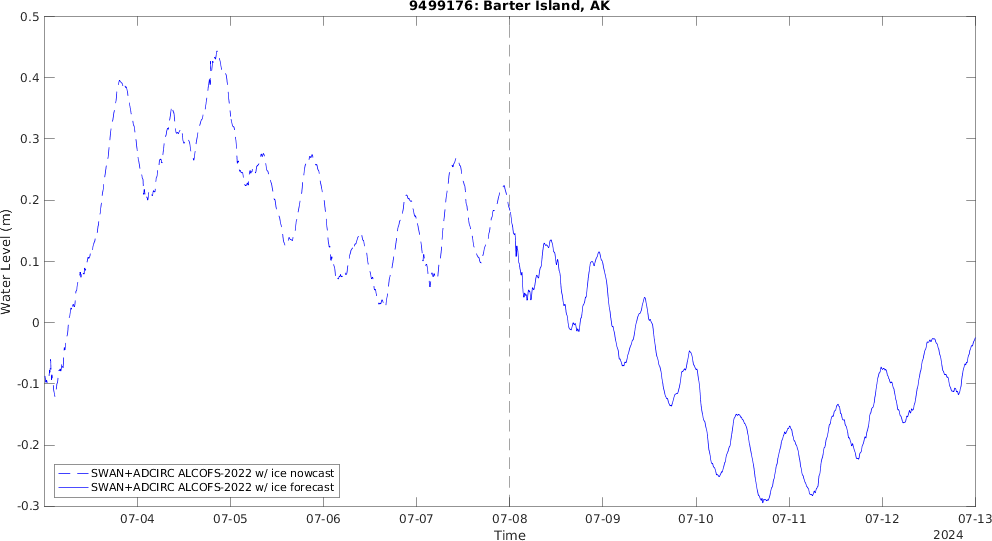 9499176: Barter Island, AK
Water Level (m)
0.5
0.4
0.3
0.2
0.1
0
-0.1
-0.2
-0.3
SWAN+ADCIRC ALCOFS-2022 w/ ice nowcast
SWAN+ADCIRC ALCOFS-2022 w/ ice forecast
07-04 07-05 07-06 07-07 07-08 07-09 07-10 07-11 07-12 07-13
Time
2024